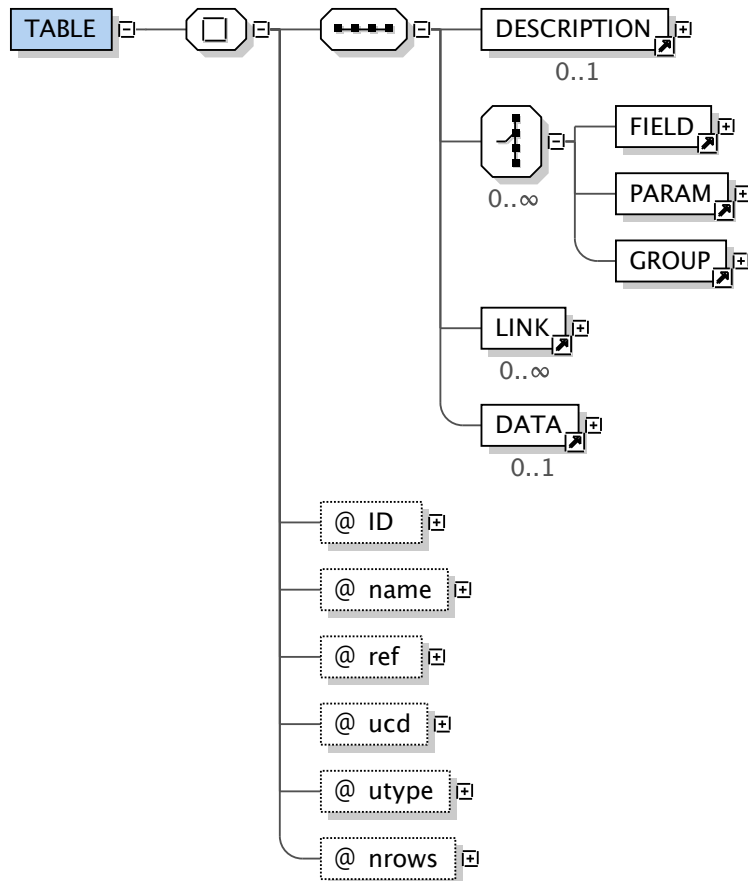 TABLE
DESCRIPTION
0..1
FIELD
PARAM
0..∞
GROUP
LINK
0..∞
DATA
0..1
@ ID
@ name
@ ref
@ ucd
@ utype
@ nrows